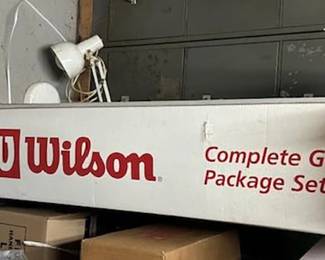 W Wilson®
Complete G
Package Set